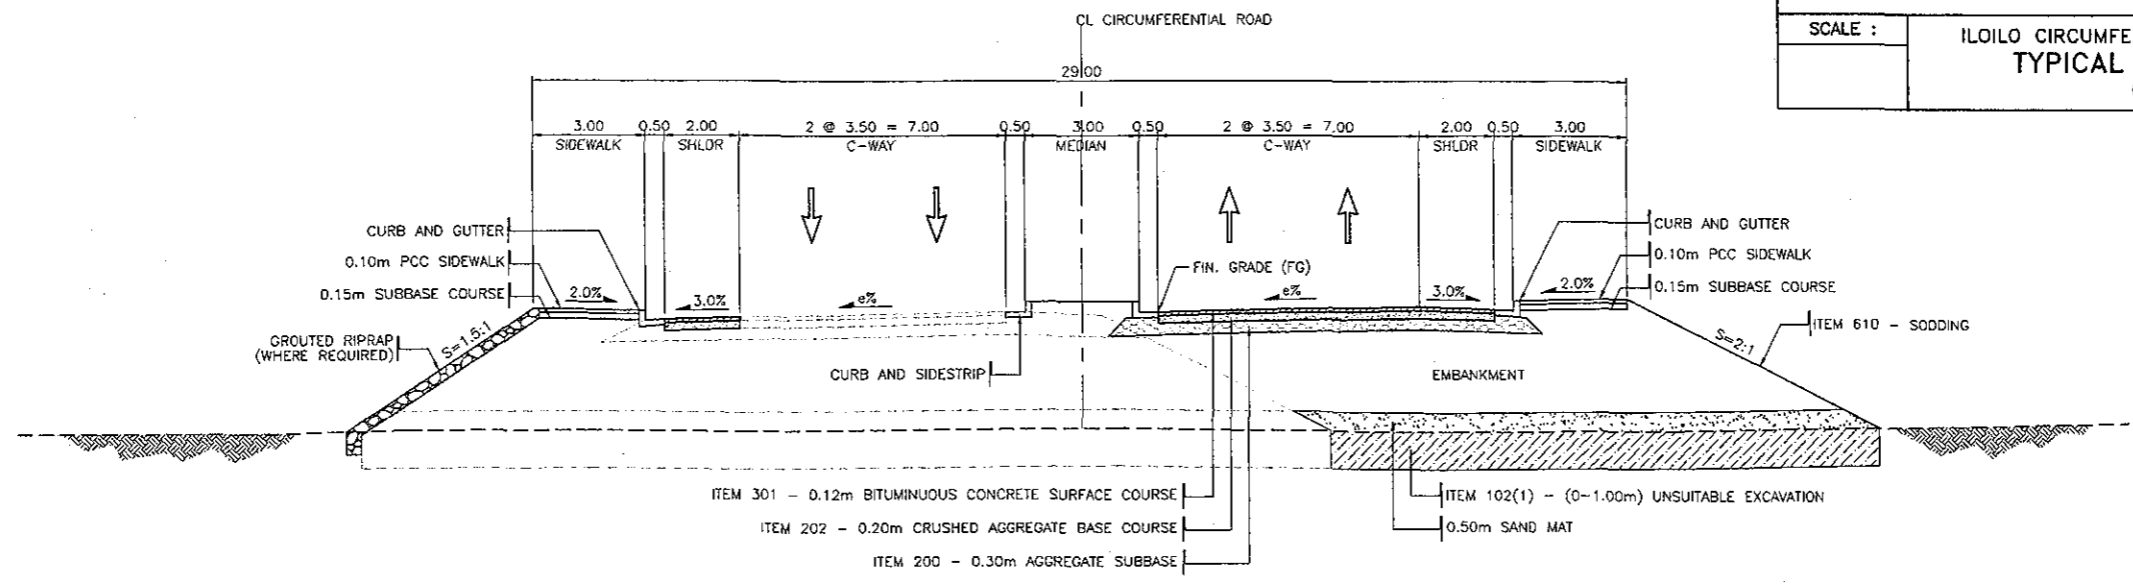 CL CIRCUMFERENTIAL ROAD
SCALE :
ILOILO CIRCUMFE
TYPICAL
29.00
3.00 0.50 2.00 2 @ 3.50 = 7.00 0.50 3.00 0.50 2 @ 3.50 = 7.00 2.00 0.50 3.00
SIDEWALK SHLDR C-WAY MEDIAN C-WAY SHLDR SIDEWALK
CURB AND GUTTER
0.10m PCC SIDEWALK
0.15m SUBBASE COURSE
2.0% 3.0% e%
FIN. GRADE (FG)
e% 3.0% 2.0%
CURB AND GUTTER
0.10m PCC SIDEWALK
0.15m SUBBASE COURSE
GROUTED RIPRAP
(WHERE REQUIRED)
S=1.5:1
CURB AND SIDESTRIP
EMBANKMENT
S=2:1
ITEM 610 - SODDING
ITEM 301 - 0.12m BITUMINUOUS CONCRETE SURFACE COURSE
ITEM 202 - 0.20m CRUSHED AGGREGATE BASE COURSE
ITEM 200 - 0.30m AGGREGATE SUBBASE
ITEM 102(1) - (0-1.00m) UNSUITABLE EXCAVATION
0.50m SAND MAT